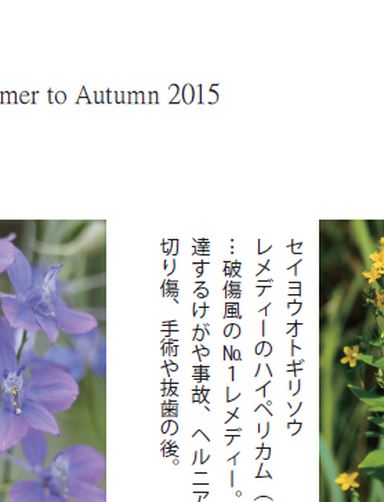 mer to Autumn 2015
セイヨウオトギリソウ
レメディーのハイペリカム（
…破傷風の№1レメディー。
達するけがや事故、ヘルニア
切り傷、手術や抜歯の後。